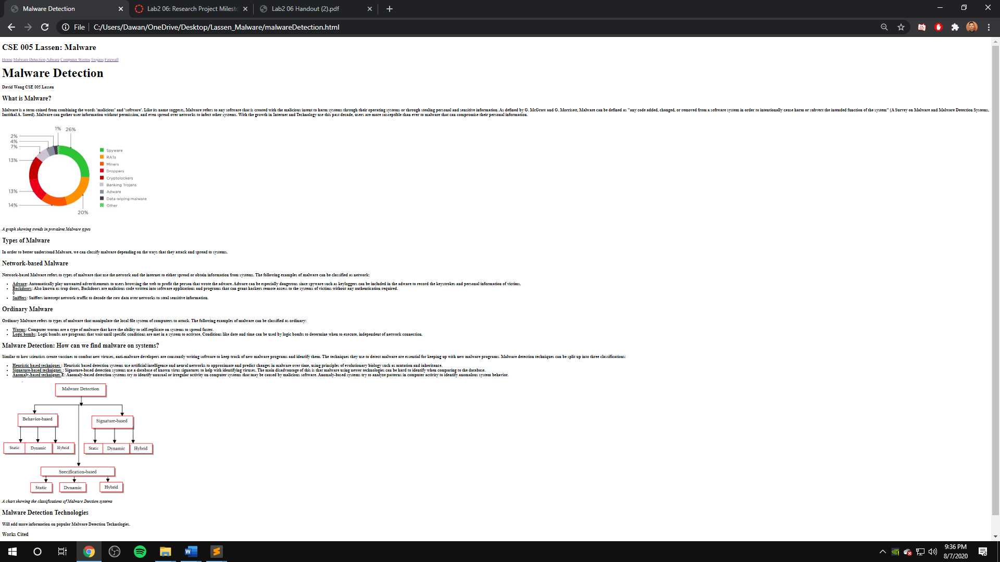 Malware Detection
Lab2 06: Research Project Milest
Lab2 06 Handout (2).pdf
File
C:/Users/Dawan/OneDrive/Desktop/Lassen_Malware/malwareDetection.html
CSE 005 Lassen: Malware
Home Malware Detection Adware Computer Worms Trojans Firewall
Malware Detection
David Wang CSE 005 Lassen
What is Malware?
Malware is a term coined from combining the words 'malicious' and 'software'. Like its name suggests, Malware refers to any software that is created with the malicious intent to harm systems through their operating systems or through stealing personal and sensitive information. As defined by G. McGraw and G. Morrisett, Malware can be defined as "any code added, changed, or removed from a software system in order to intentionally cause harm or subvert the intended function of the system" (A Survey on Malware and Malware Detection Systems,
Imtithal A. Saeed). Malware can gather user information without permission, and even spread over networks to infect other systems. With the growth in Internet and Technology use this past decade, users are more susceptible than ever to malware that can compromise their personal information.
1% 26%
2%
4%
7%
13%
13%
14%
20%
Spyware
RATs
Miners
Droppers
Cryptolockers
Banking Trojans
Adware
Data-wiping malware
Other
A graph showing trends in prevalent Malware types
Types of Malware
In order to better understand Malware, we can classify malware depending on the ways that they attack and spread to systems.
Network-based Malware
Network-based Malware refers to types of malware that use the network and the internet to either spread or obtain information from systems. The following examples of malware can be classified as network:
• Adware: Automatically play unwanted advertisements to users browsing the web to profit the person that wrote the adware. Adware can be especially dangerous since spyware such as keyloggers can be included in the adware to record the keystrokes and personal information of victims.
• Backdoors: Also known as trap doors, Backdoors are malicious code written into software applications and programs that can grant hackers remote access to the systems of victims without any authentication required.
0
• Sniffers: Sniffers intercept network traffic to decode the raw data over networks to steal sensitive information.
Ordinary Malware
Ordinary Malware refers to types of malware that manipulate the local file system of computers to attack. The following examples of malware can be classified as ordinary:
• Worms: Computer worms are a type of malware that have the ability to self-replicate on systems to spread faster.
• Logic bombs: Logic bombs are programs that wait until specific conditions are met in a system to activate. Conditions like date and time can be used by logic bombs to determine when to execute, independent of network connection.
Malware Detection: How can we find malware on systems?
Similar to how scientists create vaccines to combat new viruses, anti-malware developers are constantly writing software to keep track of new malware programs and identify them. The techniques they use to detect malware are essential for keeping up with new malware programs. Malware detection techniques can be split up into three classifications:
• Heuristic based techniques : Heuristic based detection systems use artificial intelligence and neural networks to approximate and predict changes in malware over time, using principles of evolutionary biology such as mutation and inheritance.
• Signature-based techniques : Signature-based detection systems use a database of known virus signatures to help with identifying viruses. The main disadvantage of this is that malware using newer technologies can be hard to identify when comparing to the database.
• Anomaly-based techniques E: Anomaly-based detection systems try to identify unusual or irregular activity on computer systems that may be caused by malicious software. Anomaly-based systems try to analyze patterns in computer activity to identify anomalous system behavior.
Malware Detection
Behavior-based
Signature-based
Static Dynamic Hybrid
Static Dynamic Hybrid
Specification-based
Static Dynamic Hybrid
A chart showing the classifications of Malware Dtection systems
Malware Detection Technologies
Will add more information on popular Malware Detection Technologies.
Works Cited
9:36 PM
8/7/2020